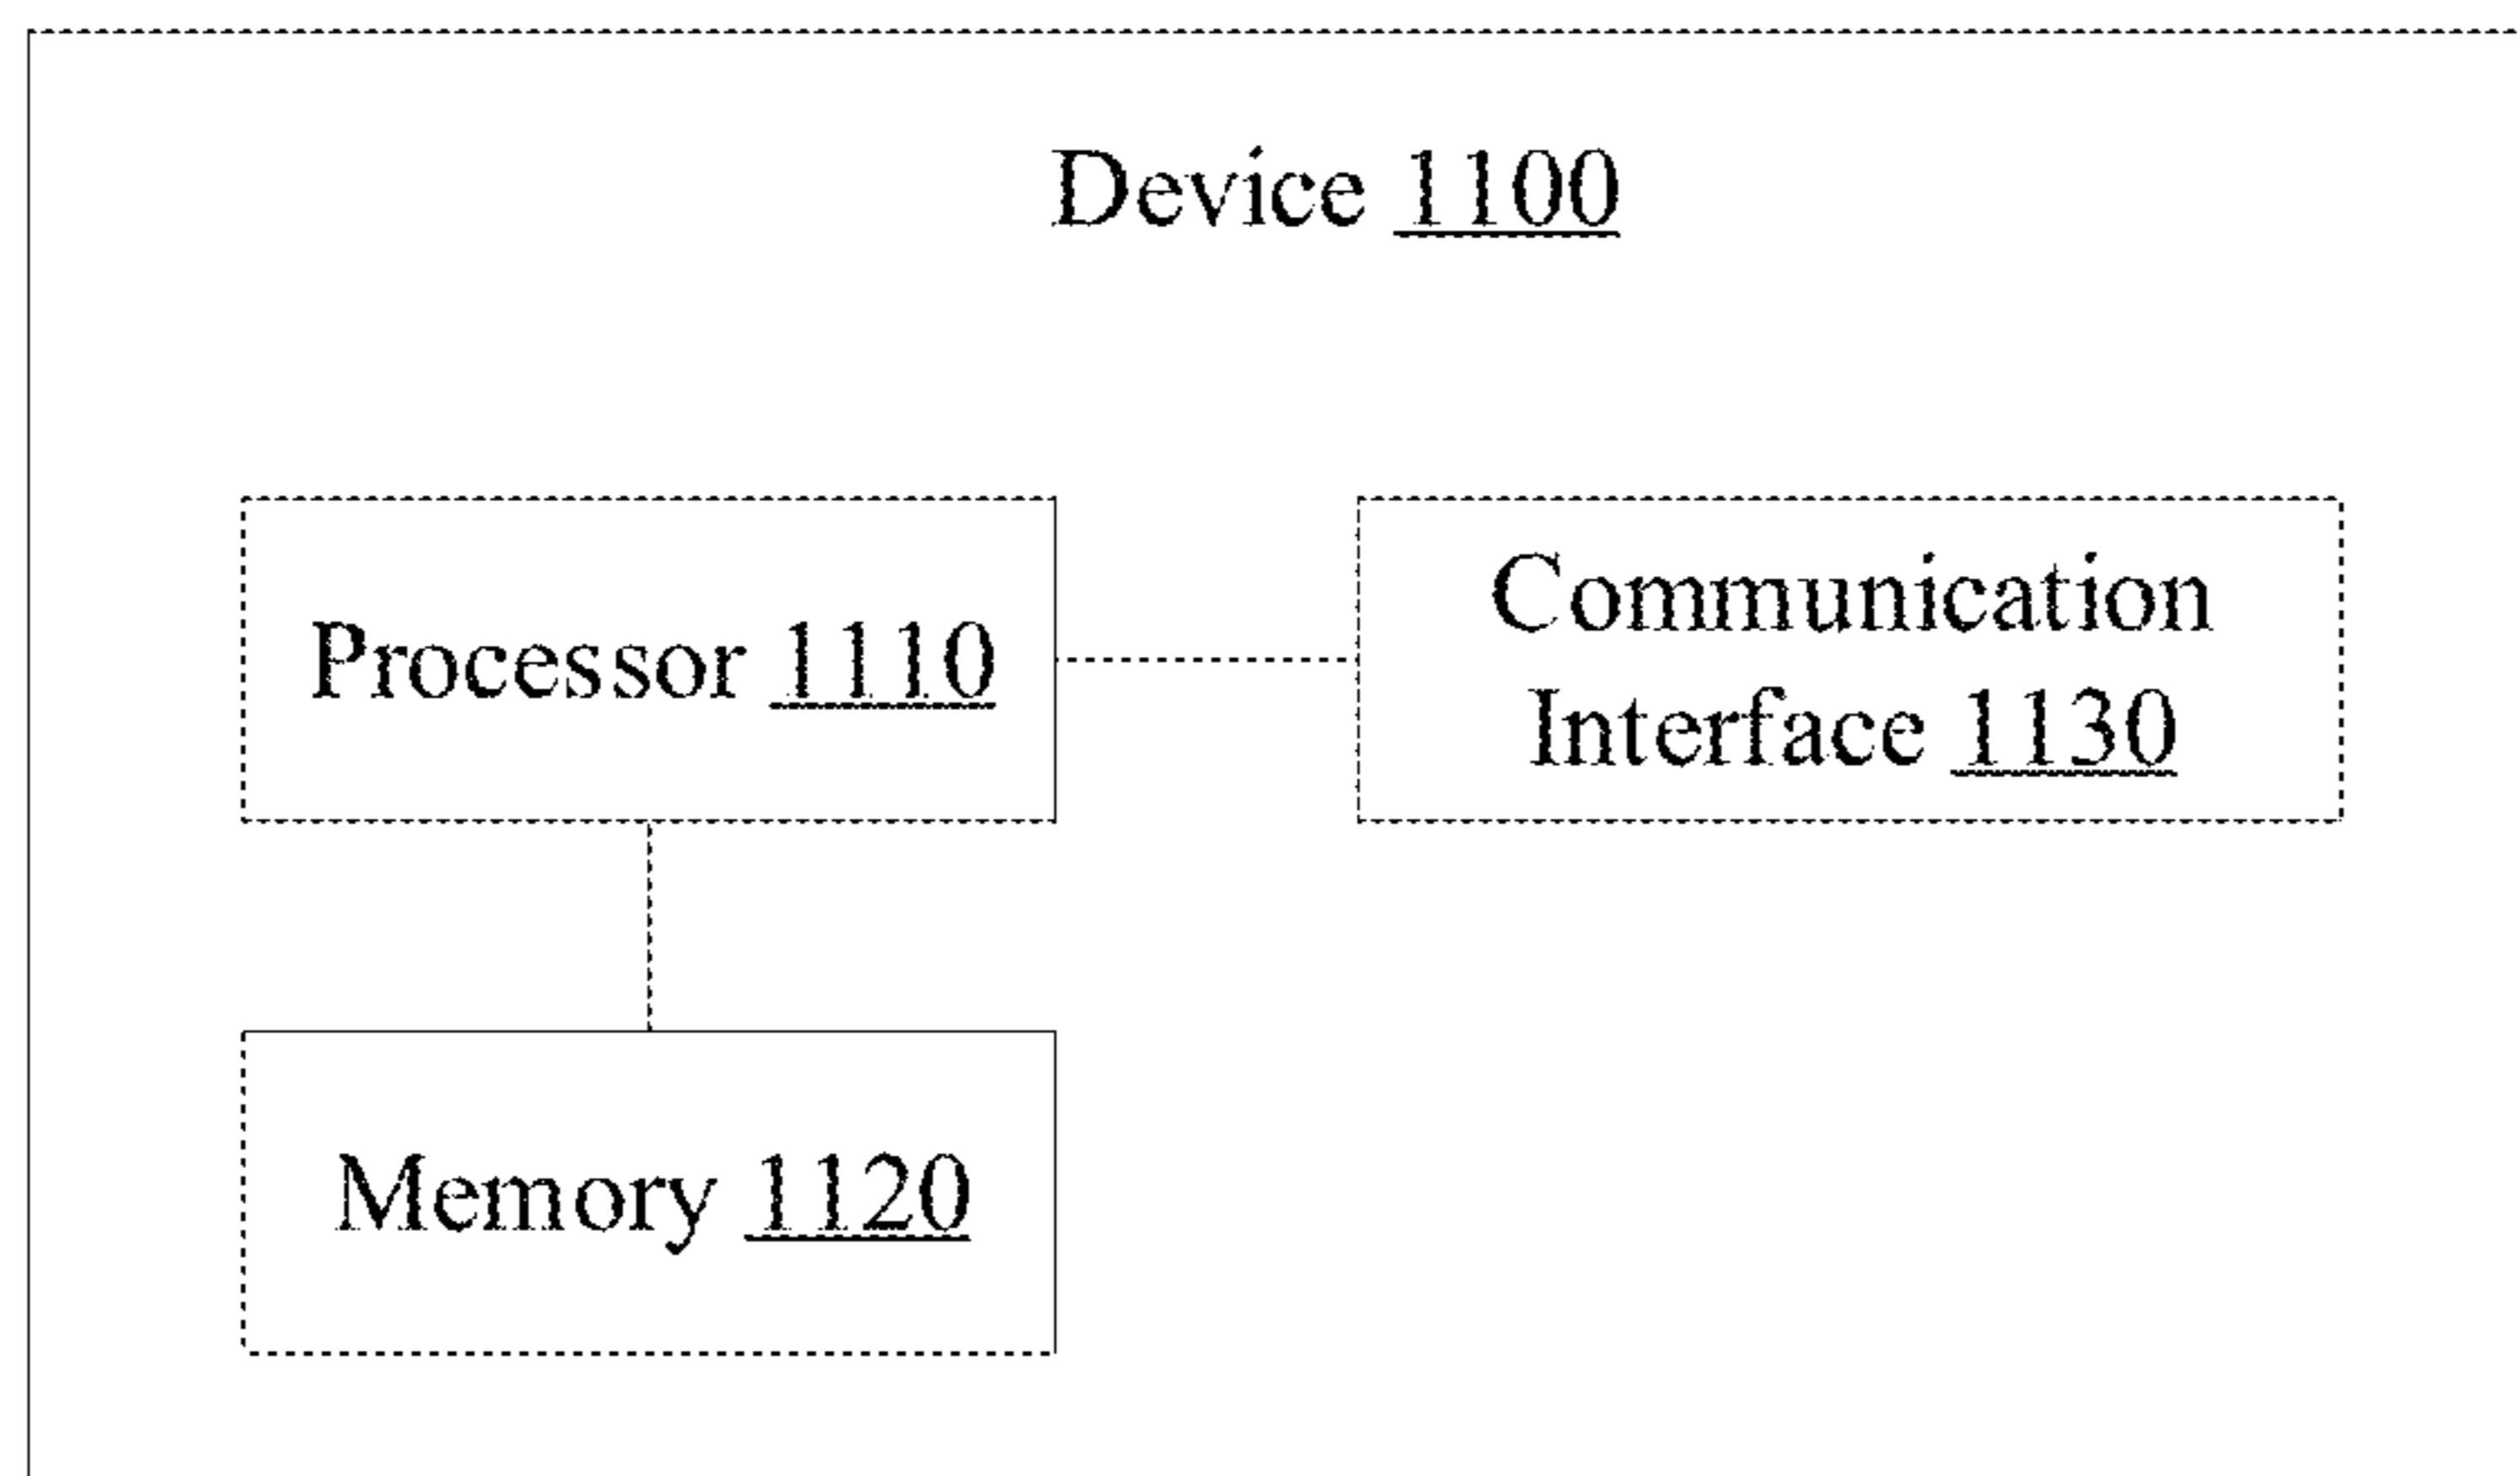 Device 1100
Processor 1110
Communication
Interface 1130
Memory 1120